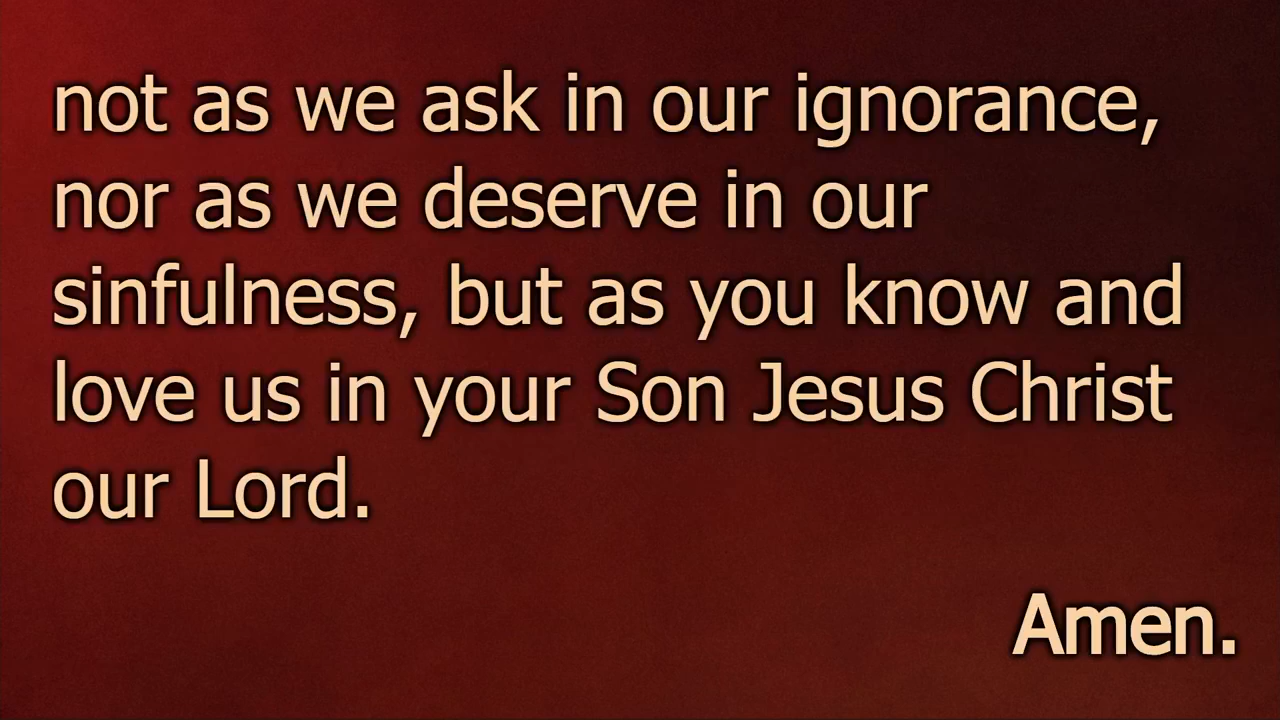 not as we ask in our ignorance,
nor as we deserve in our
sinfulness, but as you know and
love us in your Son Jesus Christ
our Lord.
Amen.